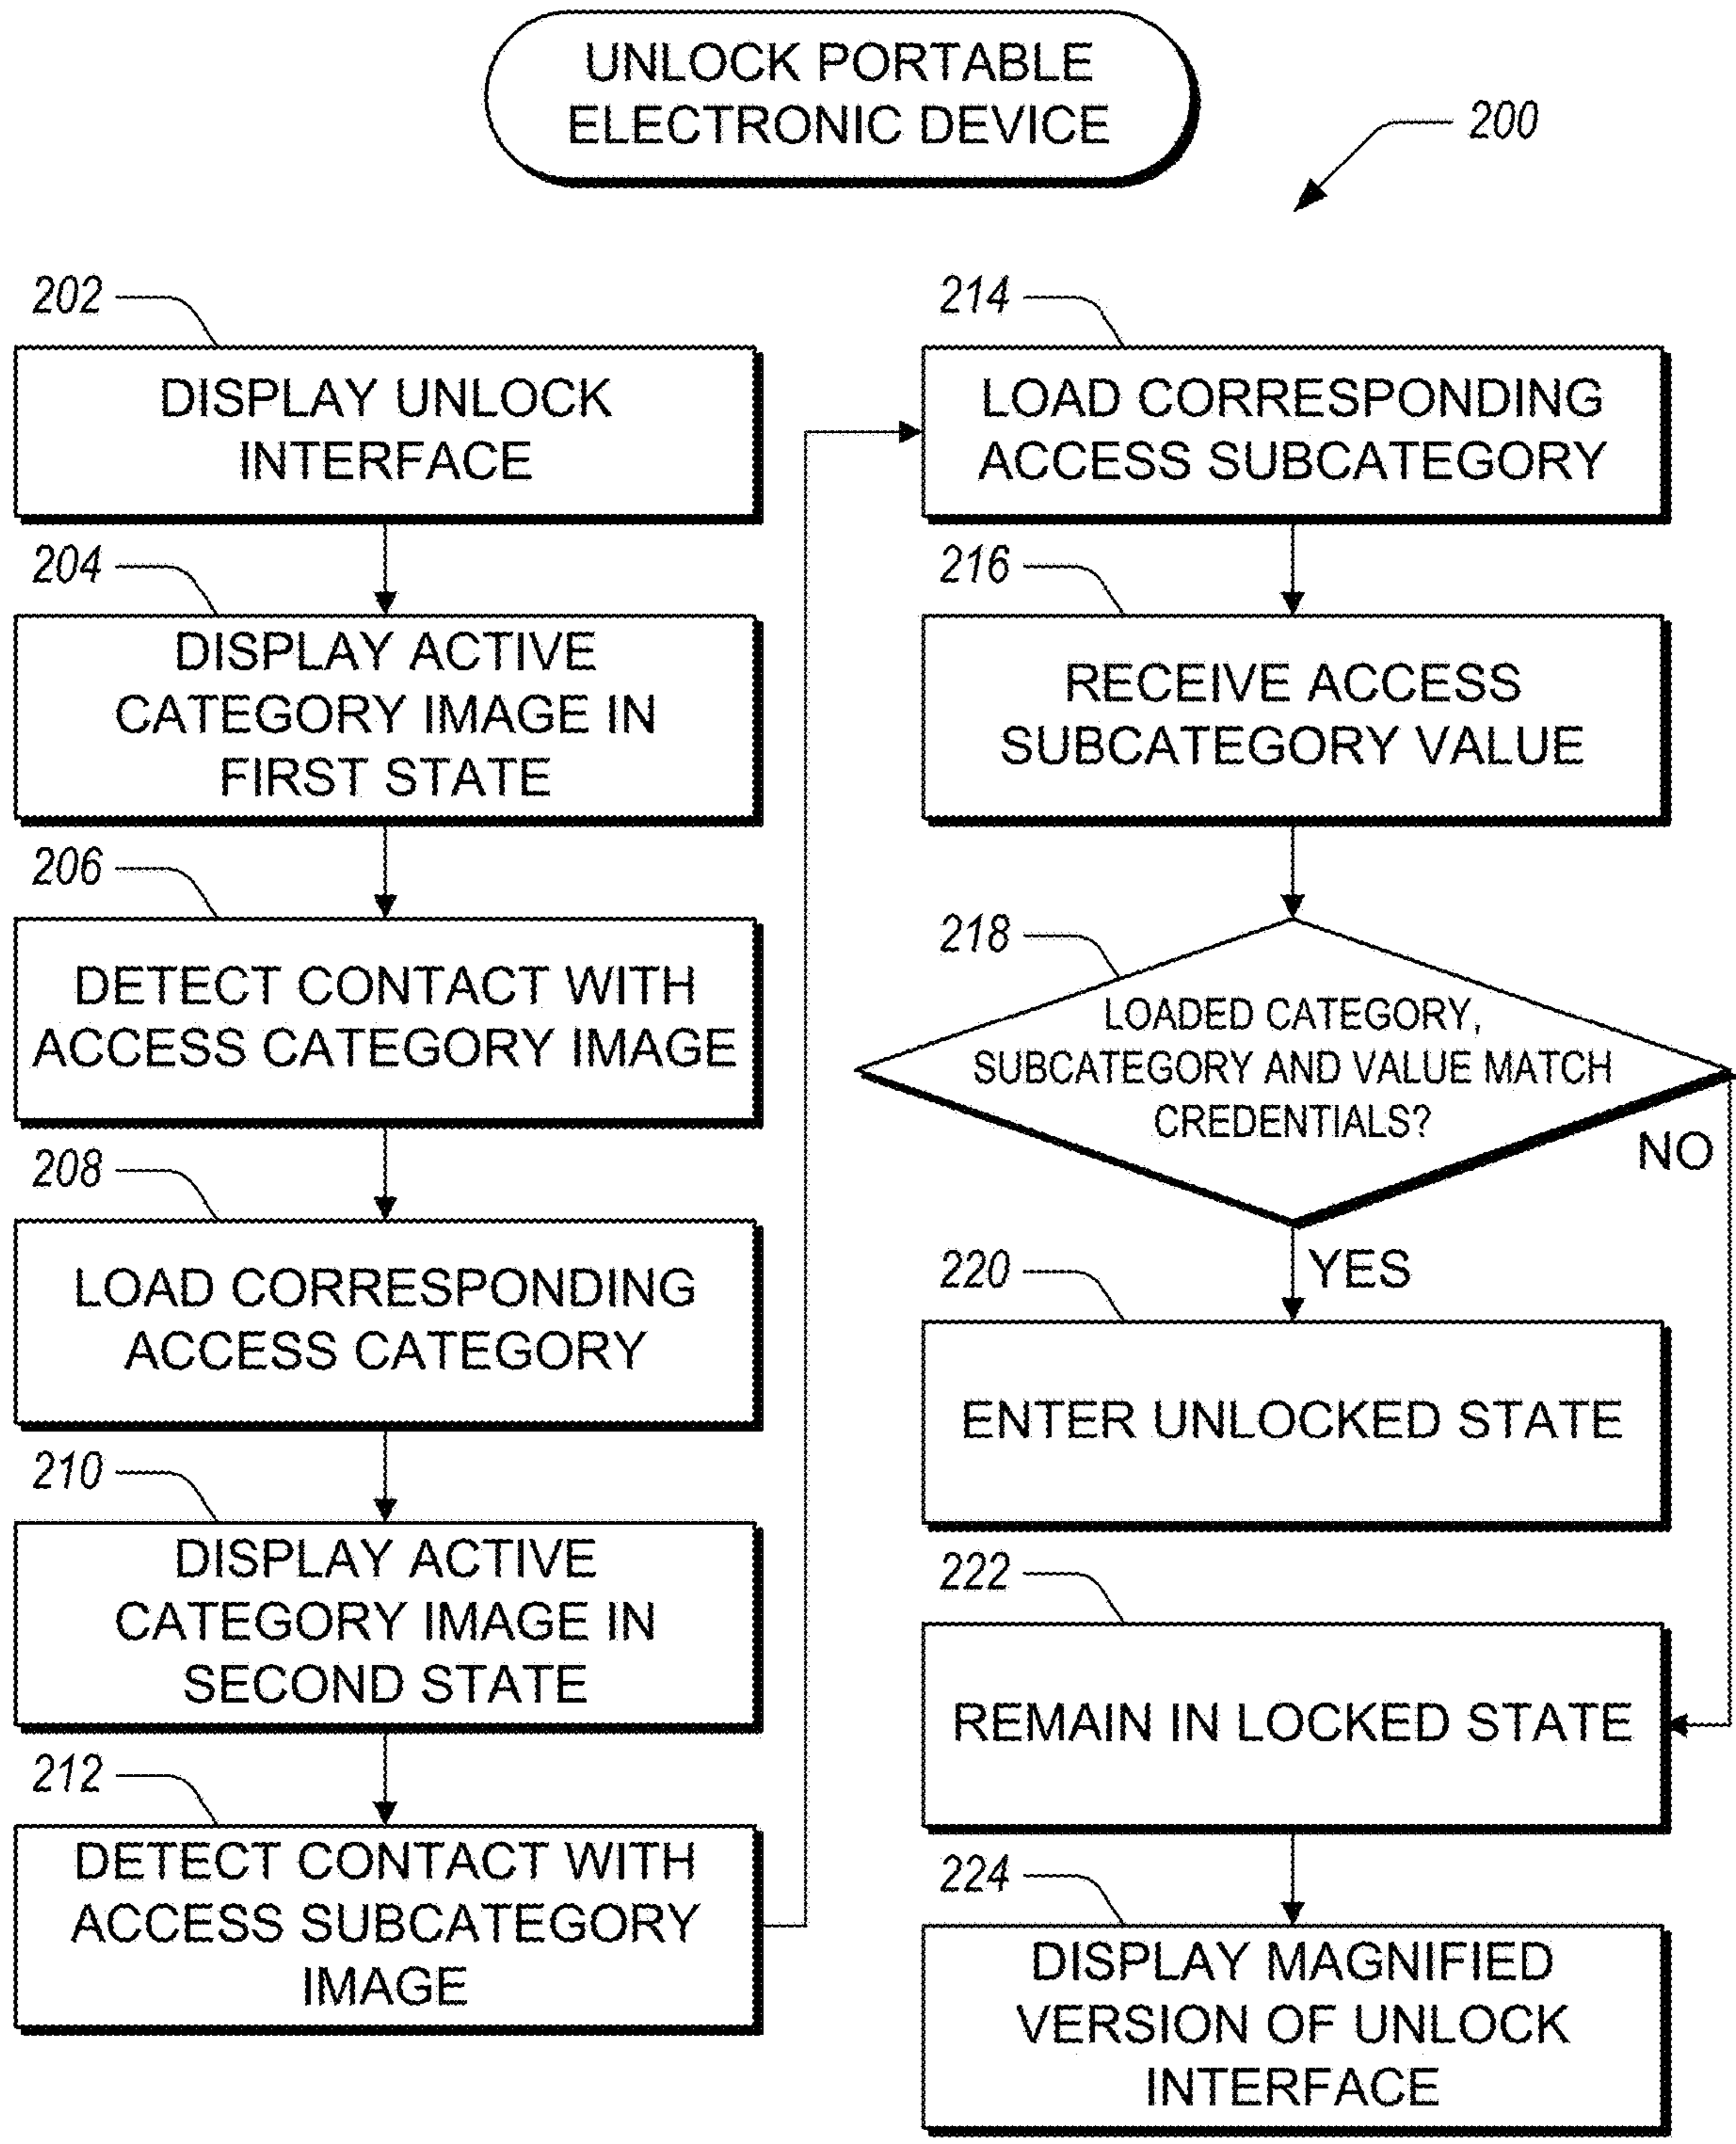 UNLOCK PORTABLE
ELECTRONIC DEVICE
200
202
DISPLAY UNLOCK
INTERFACE
204
DISPLAY ACTIVE
CATEGORY IMAGE IN
FIRST STATE
206
DETECT CONTACT WITH
ACCESS CATEGORY IMAGE
208
LOAD CORRESPONDING
ACCESS CATEGORY
210
DISPLAY ACTIVE
CATEGORY IMAGE IN
SECOND STATE
212
DETECT CONTACT WITH
ACCESS SUBCATEGORY
IMAGE
214
LOAD CORRESPONDING
ACCESS SUBCATEGORY
216
RECEIVE ACCESS
SUBCATEGORY VALUE
218
LOADED CATEGORY,
SUBCATEGORY AND VALUE MATCH
CREDENTIALS?
NO
YES
220
ENTER UNLOCKED STATE
222
REMAIN IN LOCKED STATE
224
DISPLAY MAGNIFIED
VERSION OF UNLOCK
INTERFACE